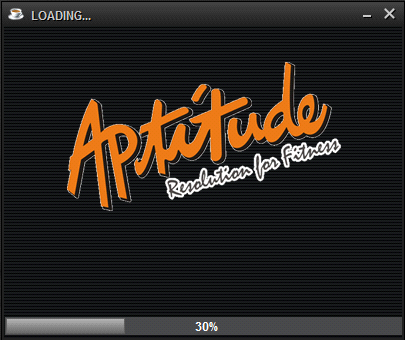 LOADING...
Aptitude
Resolution for Fitness
30%